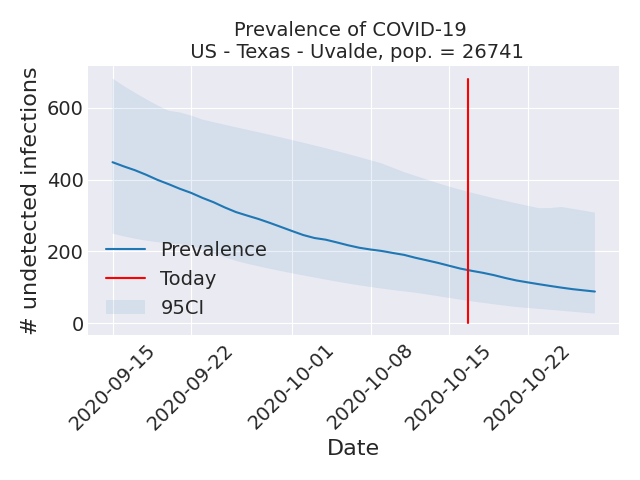 Prevalence of COVID-19
US - Texas - Uvalde, pop. = 26741
# undetected infections
600
400
200
0
Prevalence
Today
95CI
2020-09-15
2020-09-22
2020-10-01
2020-10-08
2020-10-15
2020-10-22
Date